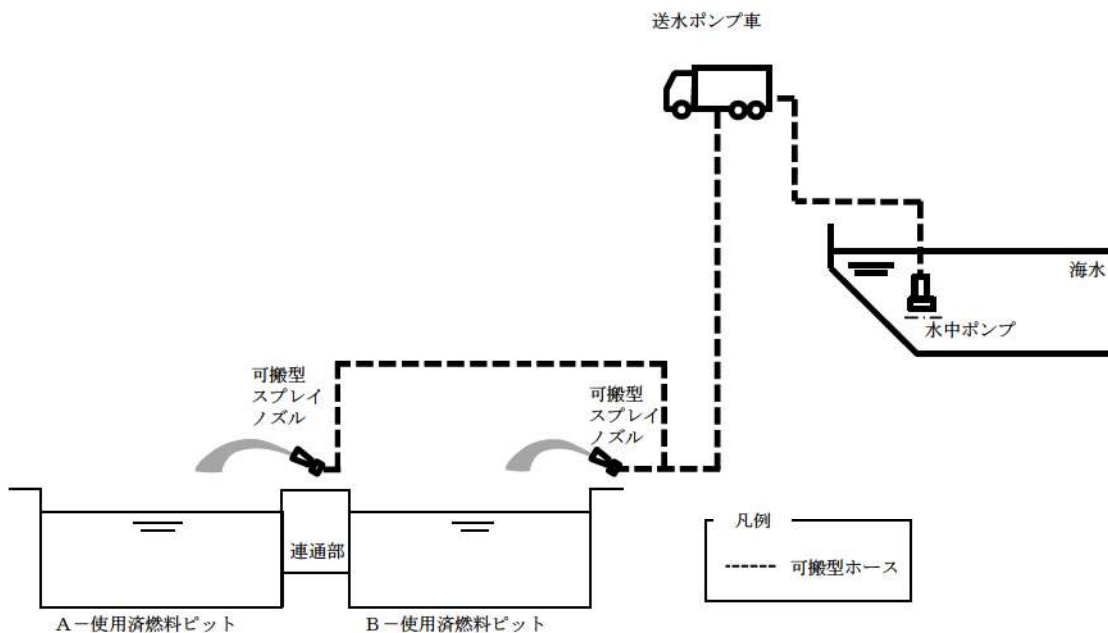 送水ポンプ車
海水
水中ポンプ
可搬型
スプレイ
ノズル
可搬型
スプレイ
ノズル
連通部
凡例
可搬型ホース
A－使用済燃料ピット
B－使用済燃料ピット